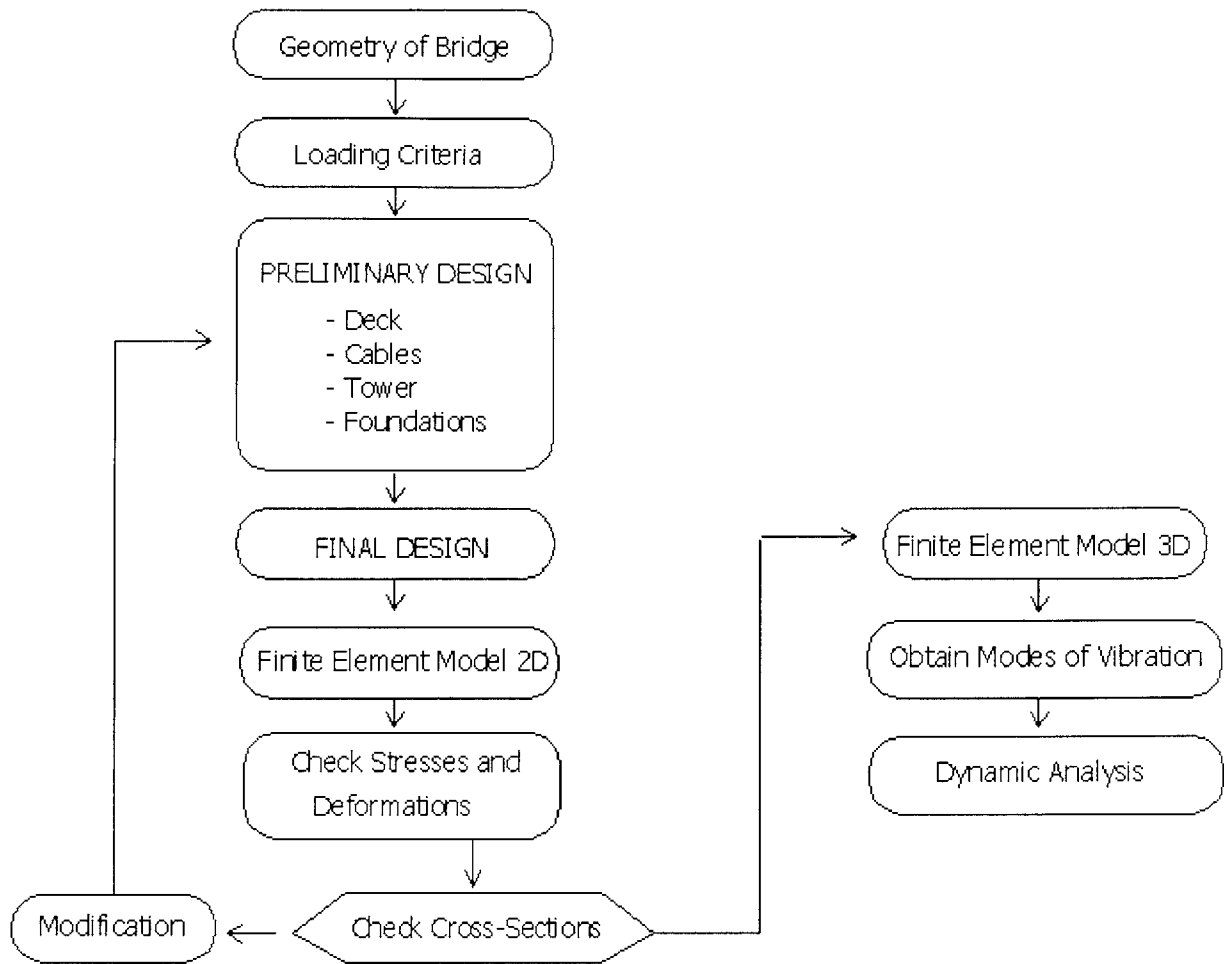 Geometry of Bridge
Loading Criteria
PRELIMINARY DESIGN
- Deck
- Cables
- Tower
- Foundations
FINAL DESIGN
Finite Element Model 2D
Check Stresses and
Deformations
Check Cross-Sections
Modification
Finite Element Model 3D
Obtain Modes of Vibration
Dynamic Analysis